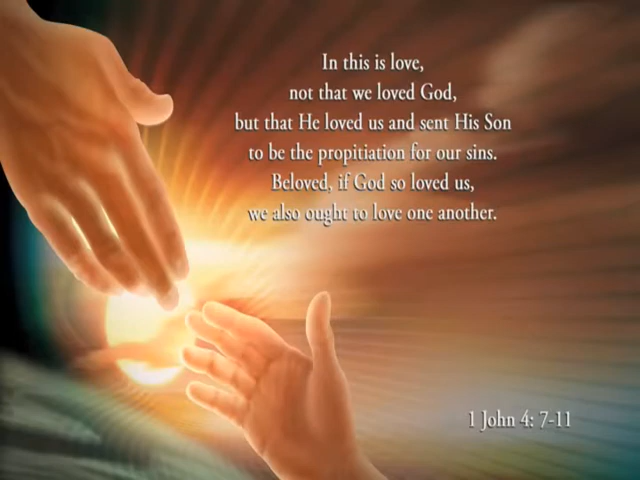 In this is love,
not that we loved God,
but that He loved us and sent His Son
to be the propitiation for our sins.
Beloved, if God so loved us,
we also ought to love one another.
1 John 4: 7-11